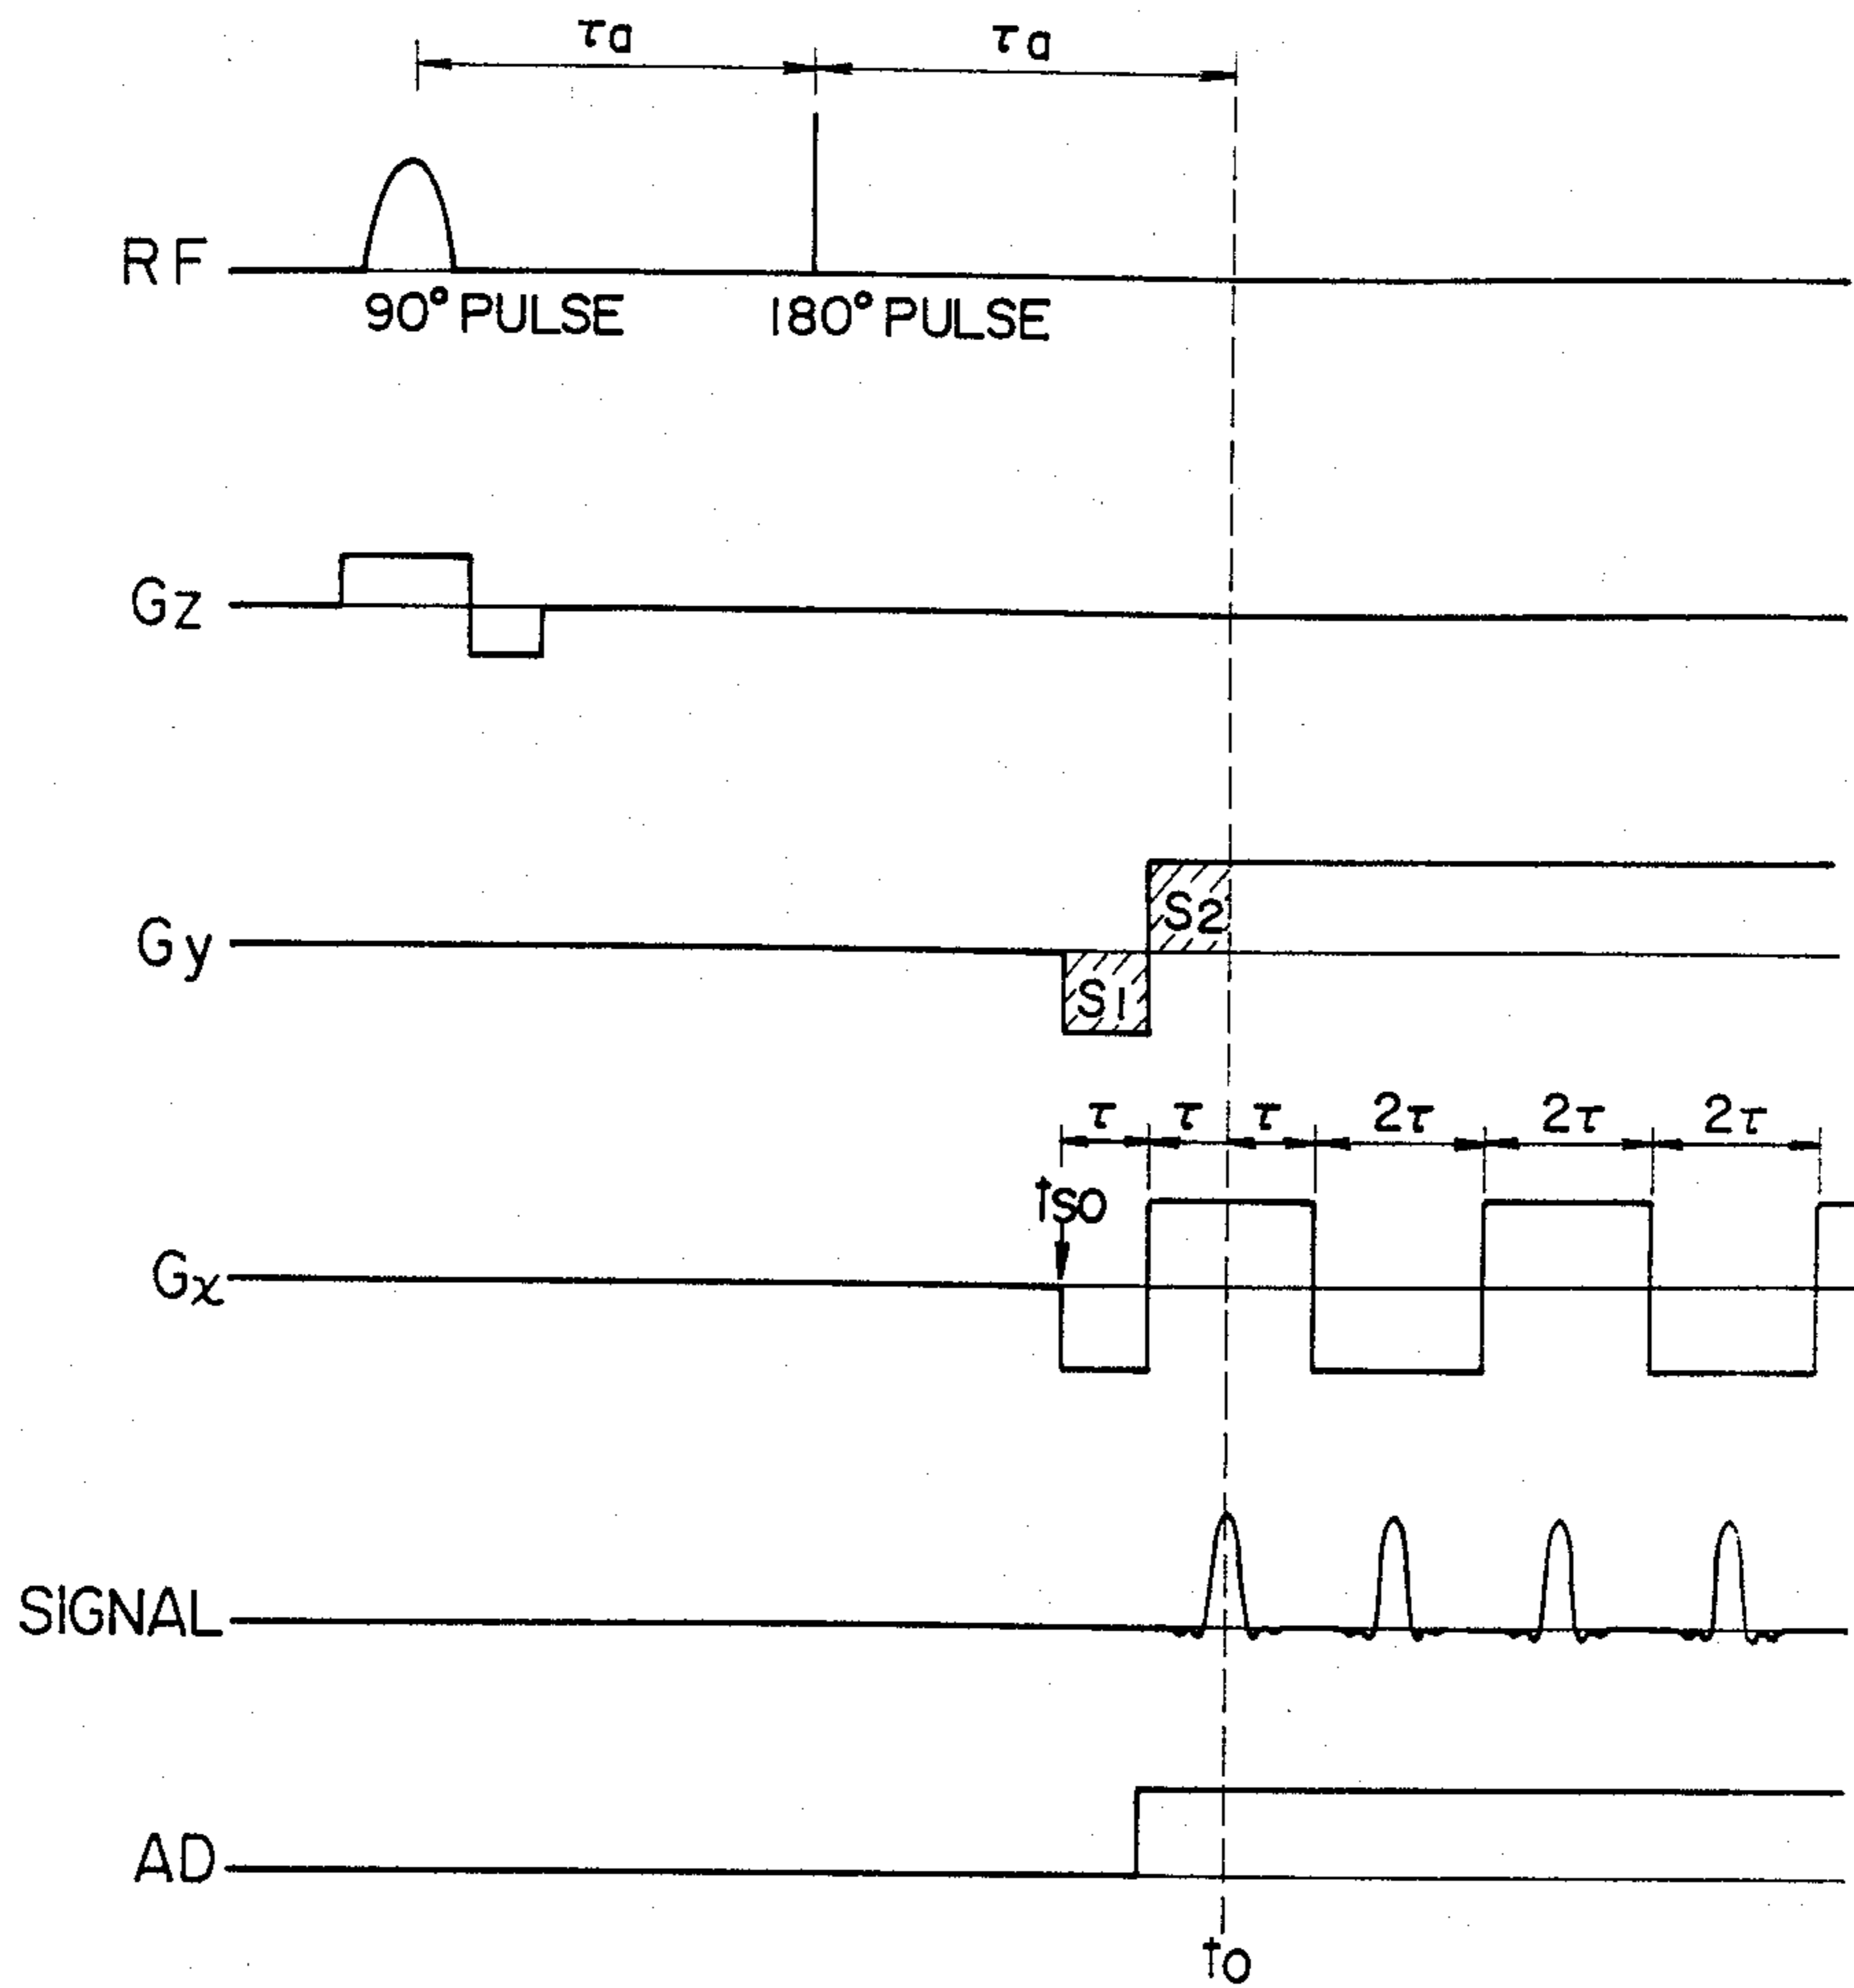 τa τa
RF
90° PULSE 180° PULSE
Gz
Gy
S2
S1
τ τ τ 2τ 2τ 2τ
tso
Gx
SIGNAL
AD
to